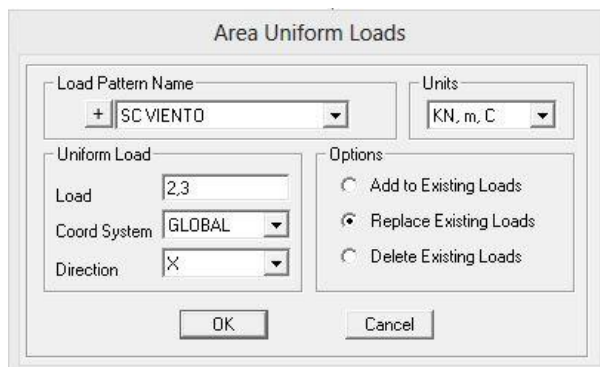 Area Uniform Loads
Load Pattern Name
+ SC VIENTO
Units
KN, m, C
Uniform Load
Load 2,3
Coord System GLOBAL
Direction X
Options
Add to Existing Loads
Replace Existing Loads
Delete Existing Loads
OK Cancel